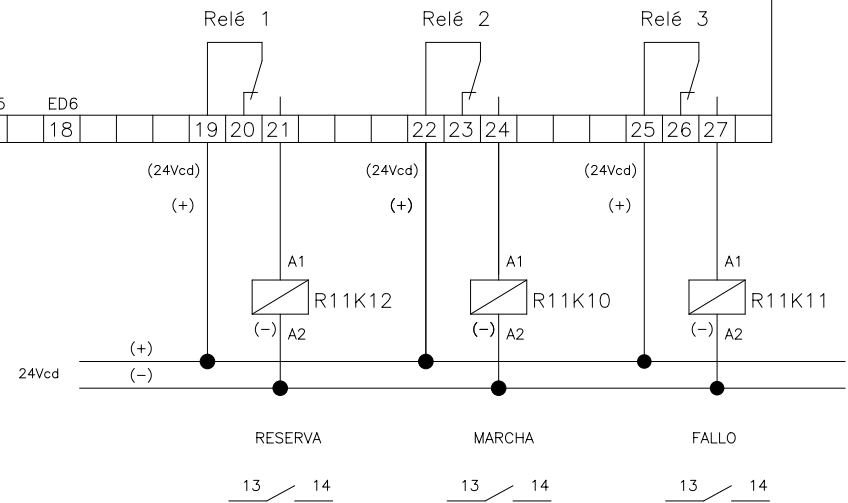 Relé 1 Relé 2 Relé 3
ED6
18 19 20 21 22 23 24 25 26 27
(24Vcd) (24Vcd) (24Vcd)
(+) (+) (+)
A1 A1 A1
R11K12 R11K10 R11K11
(-) A2 (-) A2 (-) A2
(+)
24Vcd (-)
RESERVA MARCHA FALLO
13 14 13 14 13 14